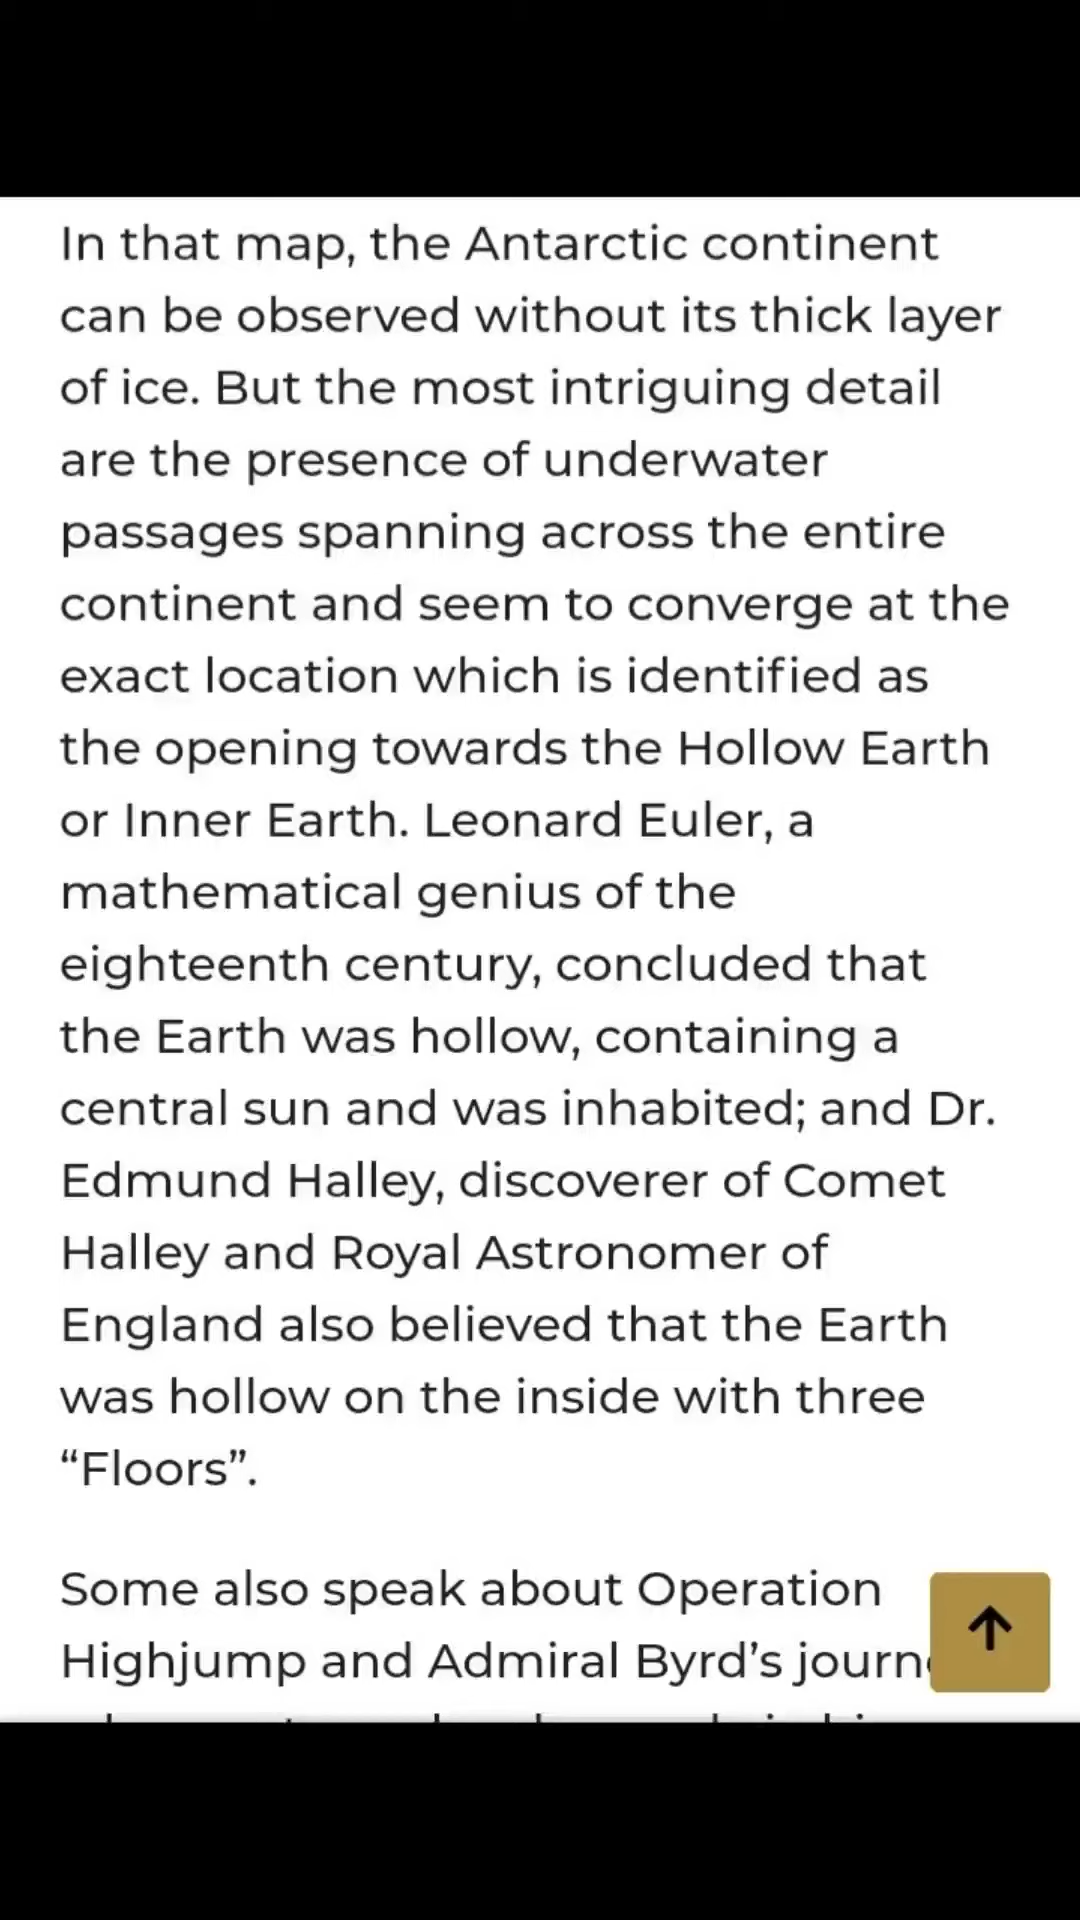 In that map, the Antarctic continent
can be observed without its thick layer
of ice. But the most intriguing detail
are the presence of underwater
passages spanning across the entire
continent and seem to converge at the
exact location which is identified as
the opening towards the Hollow Earth
or Inner Earth. Leonard Euler, a
mathematical genius of the
eighteenth century, concluded that
the Earth was hollow, containing a
central sun and was inhabited; and Dr.
Edmund Halley, discoverer of Comet
Halley and Royal Astronomer of
England also believed that the Earth
was hollow on the inside with three
“Floors”.
Some also speak about Operation
Highjump and Admiral Byrd’s